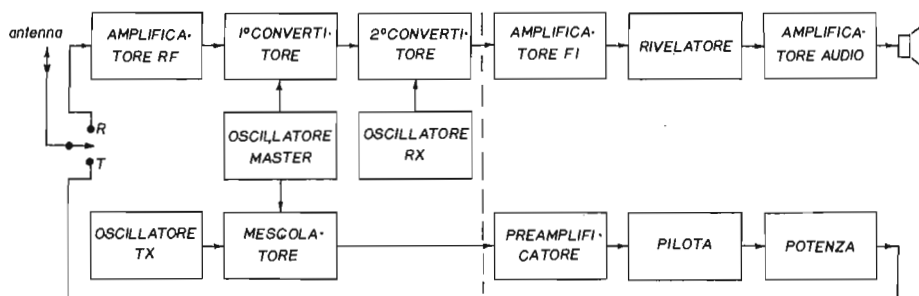 antenna
AMPLIFICA-
TORE RF
1° CONVERTI-
TORE
2° CONVERTI-
TORE
AMPLIFICA-
TORE FI
RIVELATORE
AMPLIFICA-
TORE AUDIO
R
T
OSCILLATORE
MASTER
OSCILLATORE
RX
OSCILLATORE
TX
MESCOLA-
TORE
PREAMPLIFI-
CATORE
PILOTA
POTENZA